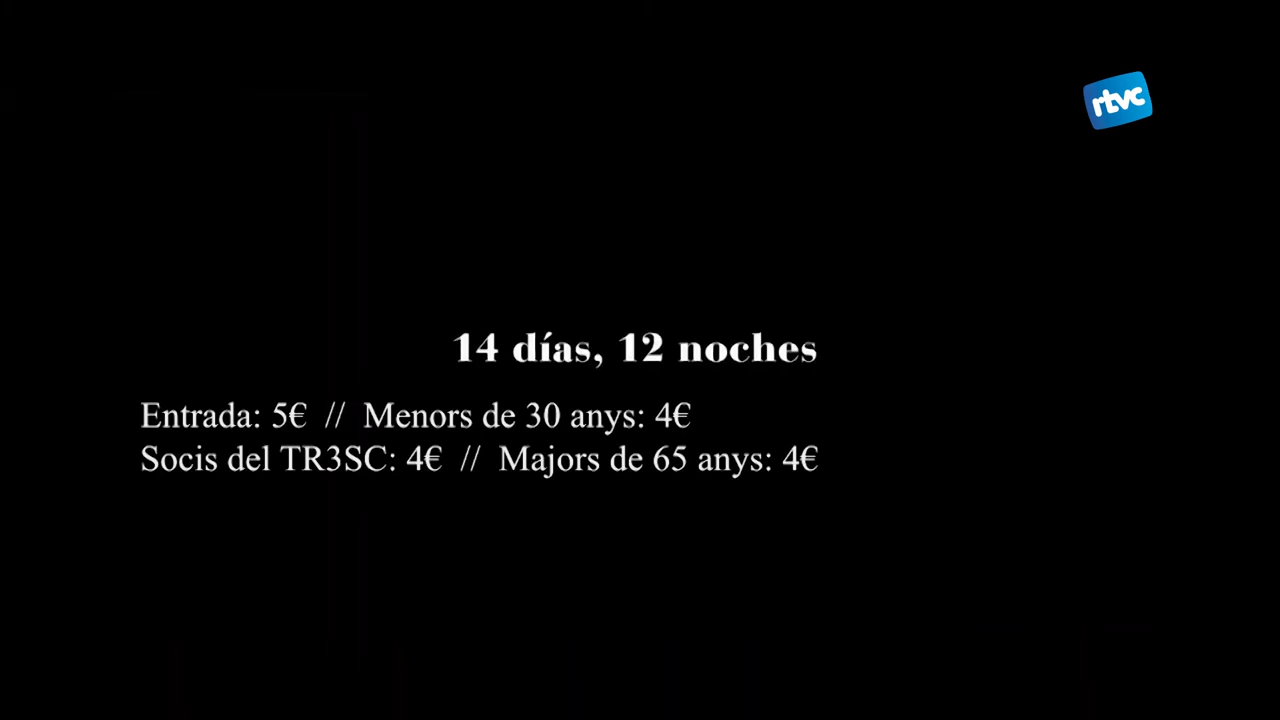 rtvc
14 días, 12 noches
Entrada: 5€ // Menors de 30 anys: 4€
Socis del TR3SC: 4€ // Majors de 65 anys: 4€